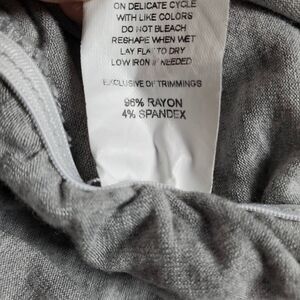 ON DELICATE CYCLE
WITH LIKE COLORS
DO NOT BLEACH
RESHAPE WHEN WET
LAY FLAT TO DRY
LOW IRON IF NEEDED
EXCLUSIVE OF TRIMMINGS
96% RAYON
4% SPANDEX